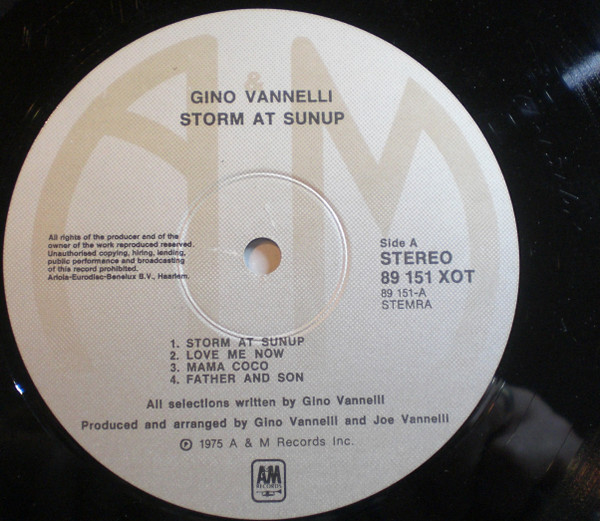 A&M
GINO VANNELLI
STORM AT SUNUP
All rights of the producer and of the
owner of the work reproduced reserved.
Unauthorised copying, hiring, lending,
public performance and broadcasting
of this record prohibited.
Ariola-Eurodisc-Benelux B.V., Haarlem.
Side A
STEREO
89 151 XOT
89 151-A
STEMRA
1. STORM AT SUNUP
2. LOVE ME NOW
3. MAMA COCO
4. FATHER AND SON
All selections written by Gino Vannelli
Produced and arranged by Gino Vannelli and Joe Vannelli
℗ 1975 A & M Records Inc.
AM
RECORDS